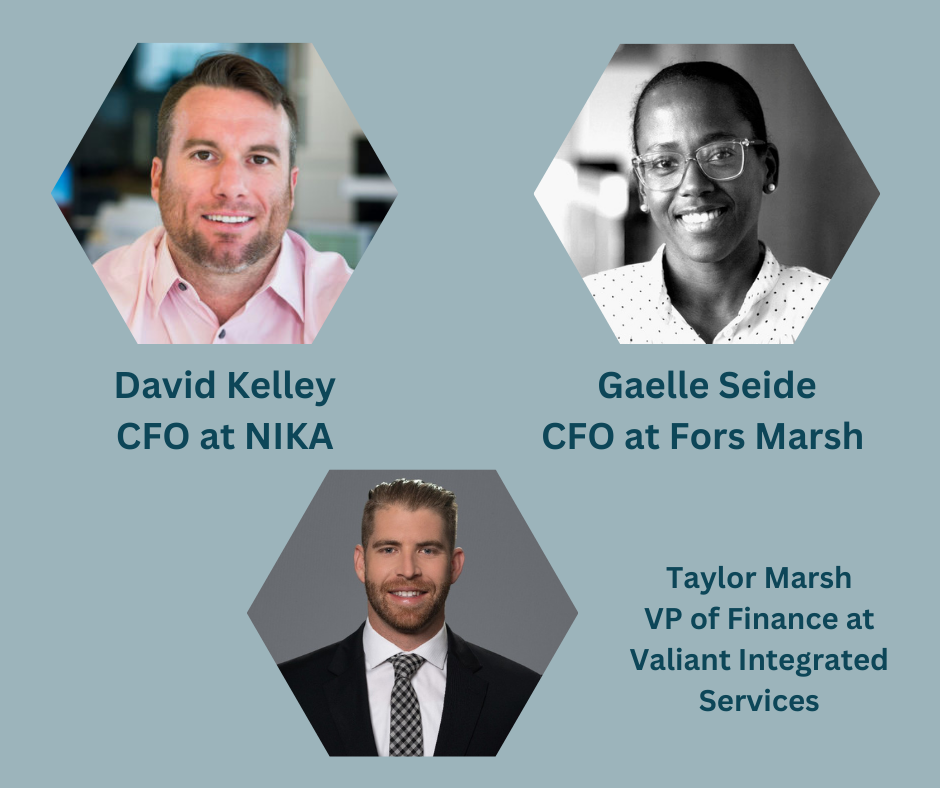 David Kelley
CFO at NIKA
Gaelle Seide
CFO at Fors Marsh
Taylor Marsh
VP of Finance at
Valiant Integrated
Services